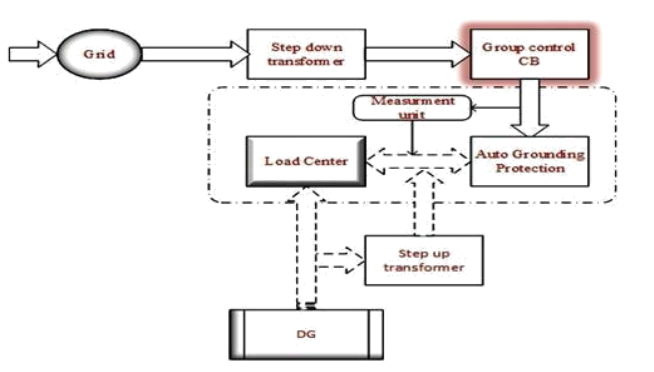 Grid
Step down
transformer
Group control
CB
Measurment
unit
Load Center
Auto Grounding
Protection
Step up
transformer
DG